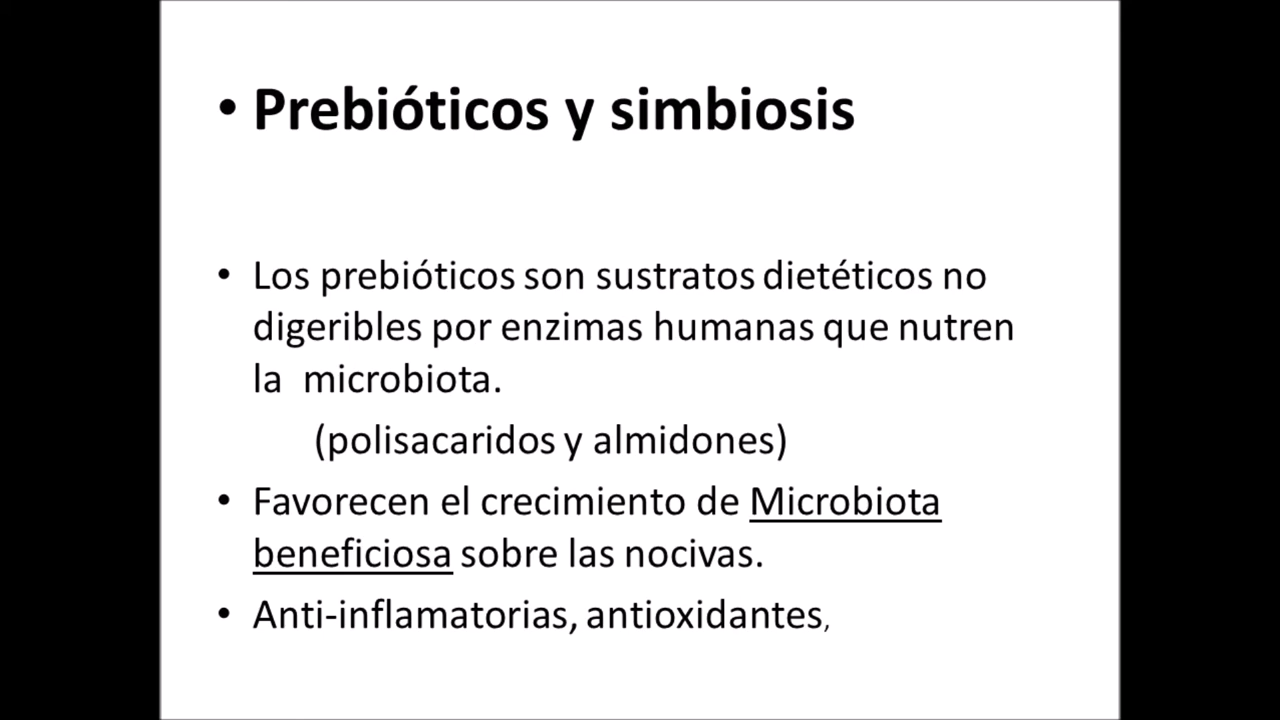 • Prebióticos y simbiosis
• Los prebióticos son sustratos dietéticos no
digeribles por enzimas humanas que nutren
la microbiota.
(polisacaridos y almidones)
• Favorecen el crecimiento de Microbiota
beneficiosa sobre las nocivas.
• Anti-inflamatorias, antioxidantes,